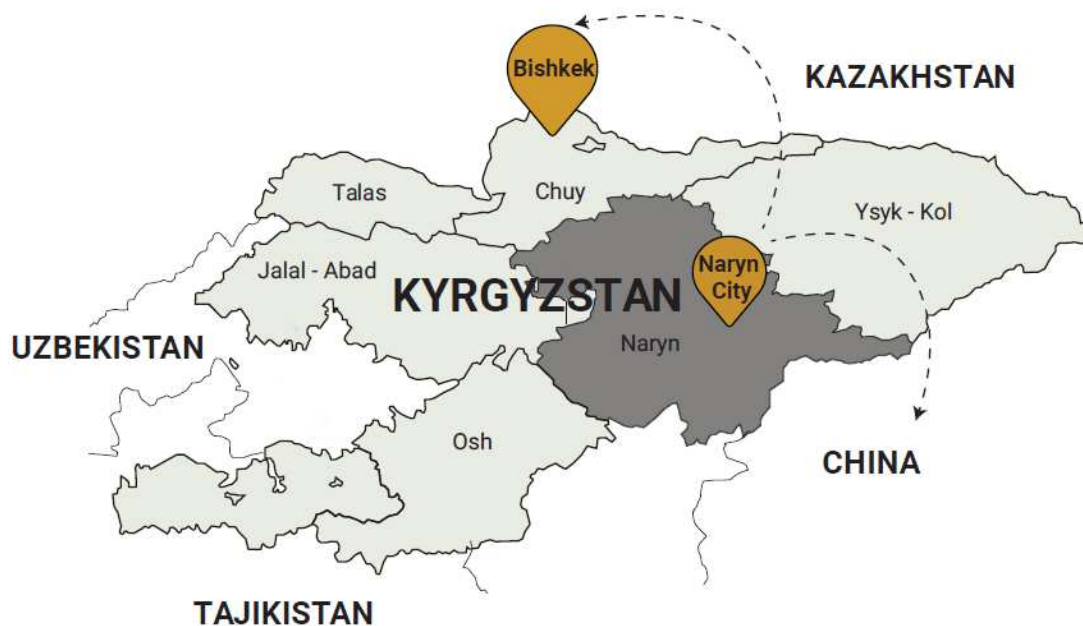 Bishkek
KAZAKHSTAN
Talas
Chuy
Ysyk - Kol
Jalal - Abad
Naryn
City
KYRGYZSTAN
UZBEKISTAN
Naryn
Osh
CHINA
TAJIKISTAN